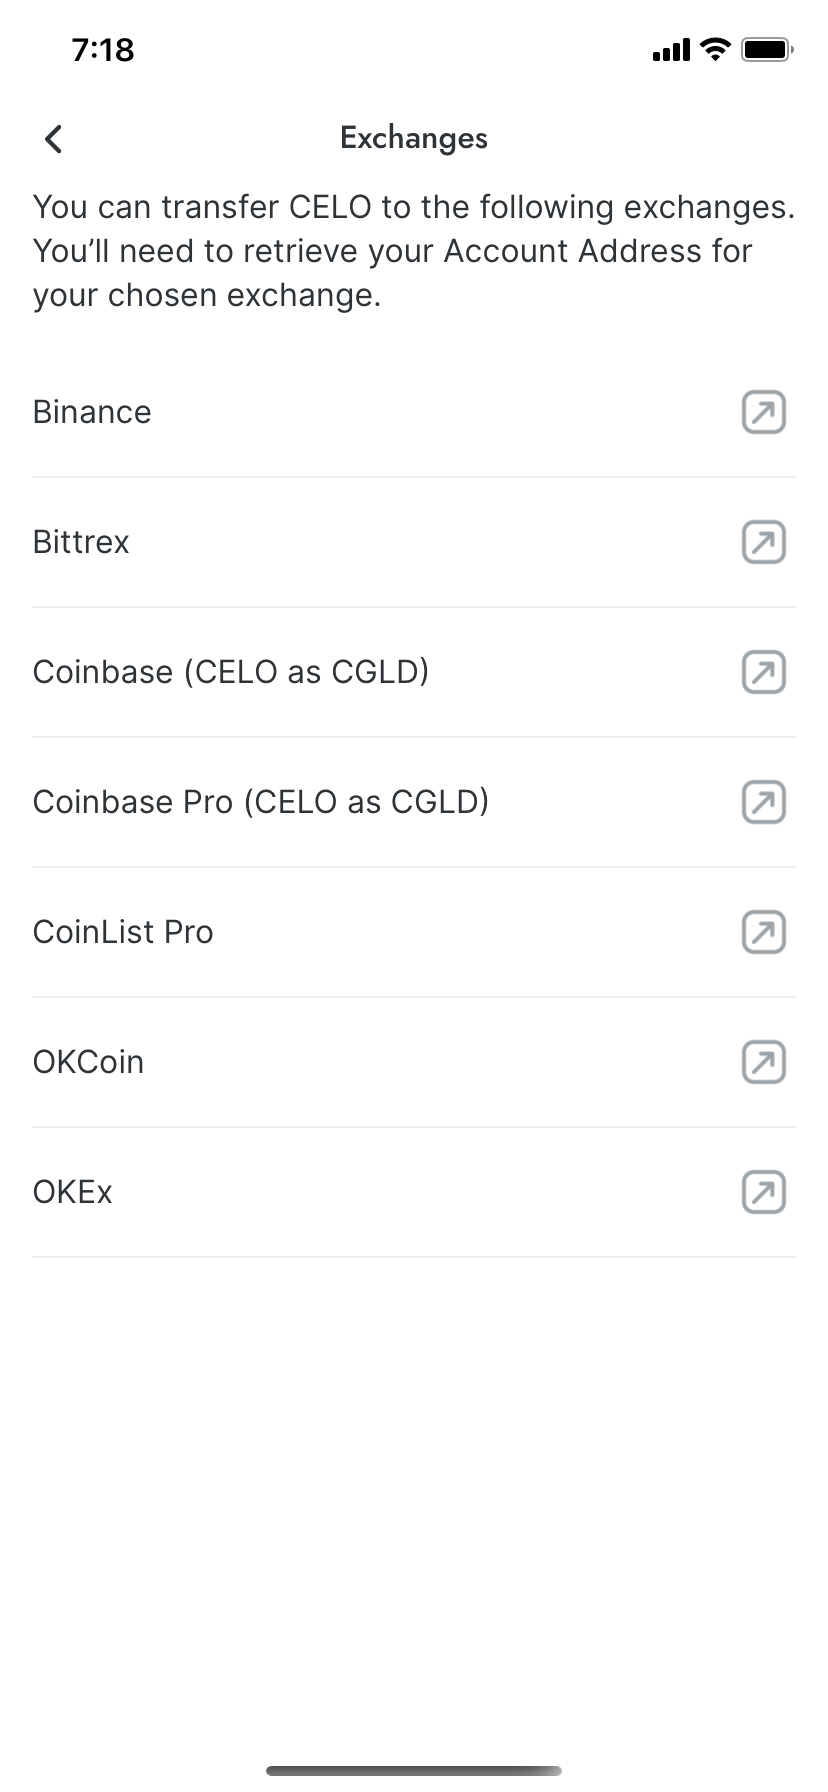 7:18
Exchanges
You can transfer CELO to the following exchanges.
You’ll need to retrieve your Account Address for
your chosen exchange.
Binance
Bittrex
Coinbase (CELO as CGLD)
Coinbase Pro (CELO as CGLD)
CoinList Pro
OKCoin
OKEx